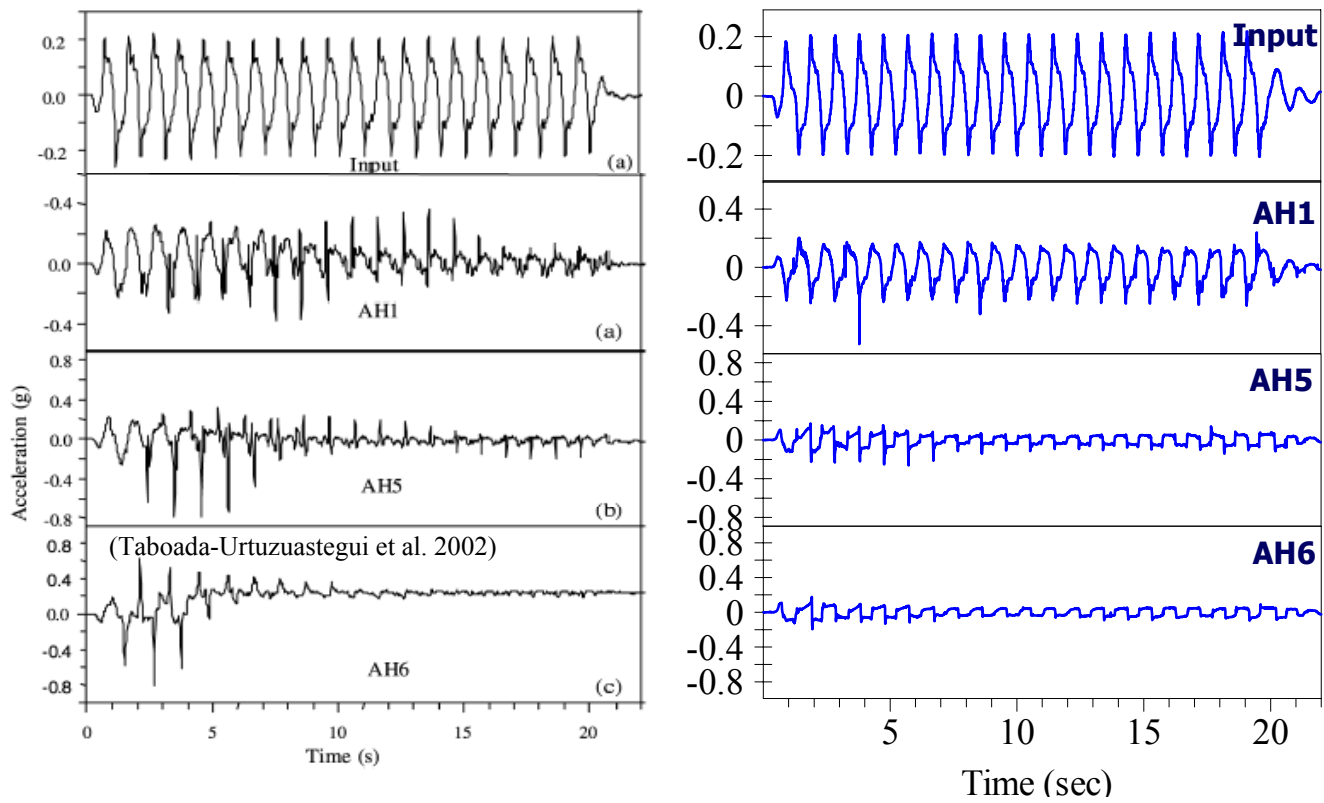 0.2
0.0
-0.2
Input
(a)
-0.4
0.0
-0.4
AH1
(a)
0.8
0.4
0.0
-0.4
-0.8
AH5
(b)
Acceleration (g)
(Taboada-Urtuzuastegui et al. 2002)
0.8
0.4
0.0
-0.4
-0.8
AH6
(c)
0 5 10 15 20
Time (s)
0.2
0
-0.2
Input
0.4
0
-0.4
AH1
0.8
0.4
0
-0.4
-0.8
AH5
0.8
0.4
0
-0.4
-0.8
AH6
5 10 15 20
Time (sec)